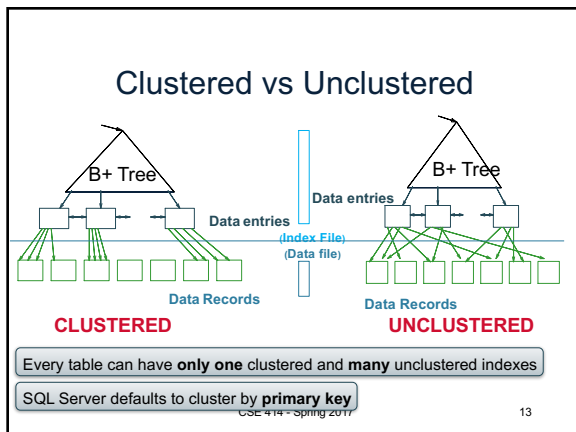 Clustered vs Unclustered
B+ Tree
B+ Tree
Data entries
Data entries
(Index File)
(Data file)
Data Records
Data Records
CLUSTERED
UNCLUSTERED
Every table can have only one clustered and many unclustered indexes
SQL Server defaults to cluster by primary key
CSE 414 - Spring 2017
13